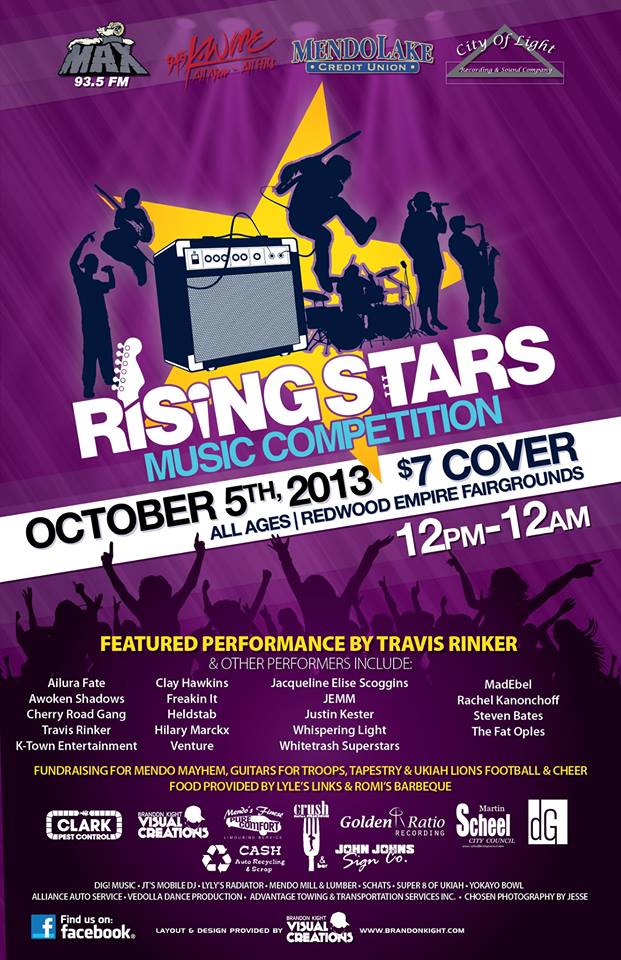 MAX
93.5 FM
94.5 KWNE
MENDOLAKE
• CREDIT UNION •
City Of Light
Recording & Sound Company
RISING STARS
MUSIC COMPETITION
OCTOBER 5TH, 2013 $7 COVER
ALL AGES | REDWOOD EMPIRE FAIRGROUNDS
12PM-12AM
FEATURED PERFORMANCE BY TRAVIS RINKER
& OTHER PERFORMERS INCLUDE:
Ailura Fate
Awoken Shadows
Cherry Road Gang
Travis Rinker
K-Town Entertainment
Clay Hawkins
Freakin It
Heldstab
Hilary Marckx
Venture
Jacqueline Elise Scoggins
JEMM
Justin Kester
Whispering Light
Whitetrash Superstars
MadEbel
Rachel Kanonchoff
Steven Bates
The Fat Oples
FUNDRAISING FOR MENDO MAYHEM, GUITARS FOR TROOPS, TAPESTRY & UKIAH LIONS FOOTBALL & CHEER
FOOD PROVIDED BY LYLE'S LINKS & ROMI'S BARBEQUE
CLARK
PEST CONTROL
BRANDON KIGHT
VISUAL
CREATIONS
Mendo's Finest
PURE
COMFORT
LIMOUSINE SERVICE
CASH
Auto Recycling
& Scrap
crush
&
Golden Ratio
RECORDING
JOHN JOHNS
Sign Co.
Martin
Scheel
CITY COUNCIL
dG
DIG! MUSIC • JT'S MOBILE DJ • LYLY'S RADIATOR • MENDO MILL & LUMBER • SCHATS • SUPER 8 OF UKIAH • YOKAYO BOWL
ALLIANCE AUTO SERVICE • VEDOLLA DANCE PRODUCTION • ADVANTAGE TOWING & TRANSPORTATION SERVICES INC. • CHOSEN PHOTOGRAPHY BY JESSE
f Find us on:
facebook®
LAYOUT & DESIGN PROVIDED BY
BRANDON KIGHT
VISUAL
CREATIONS
WWW.BRANDONKIGHT.COM